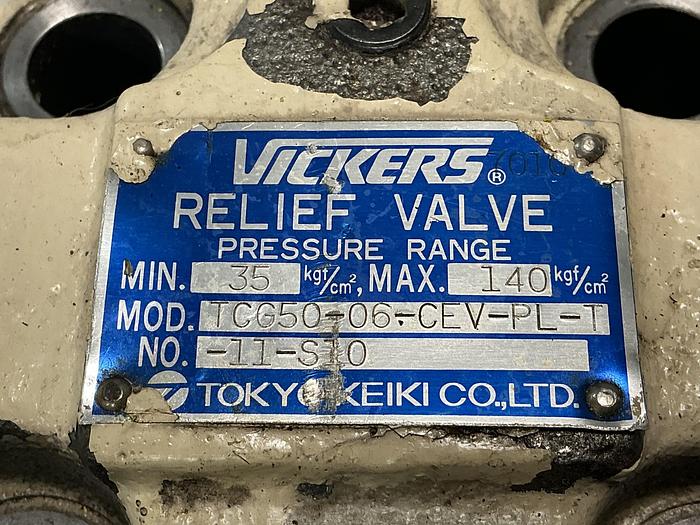 VICKERS® 7016
RELIEF VALVE
PRESSURE RANGE
MIN. 35 kgf/cm², MAX. 140 kgf/cm²
MOD. TCG50-06-CEV-PL-T
NO. -11-S10
TOKYO KEIKI CO.,LTD.